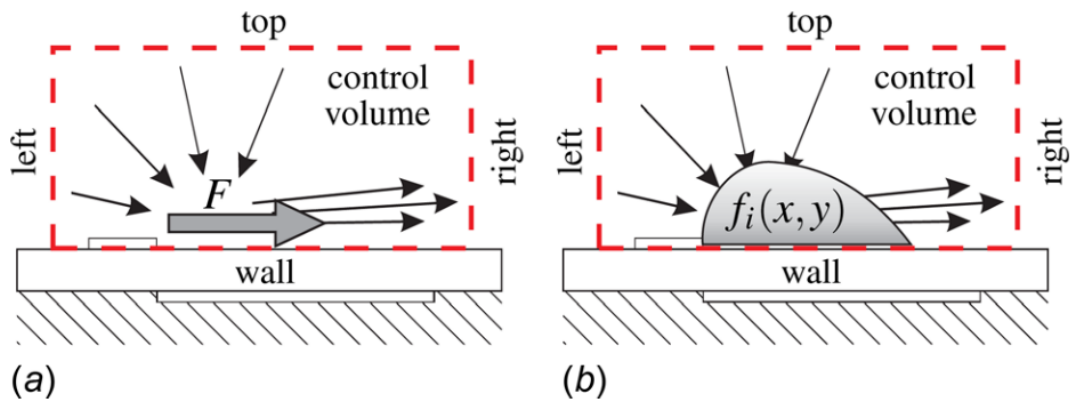 top
control
volume
left
right
F
wall
(a)
top
control
volume
left
right
f_i(x, y)
wall
(b)